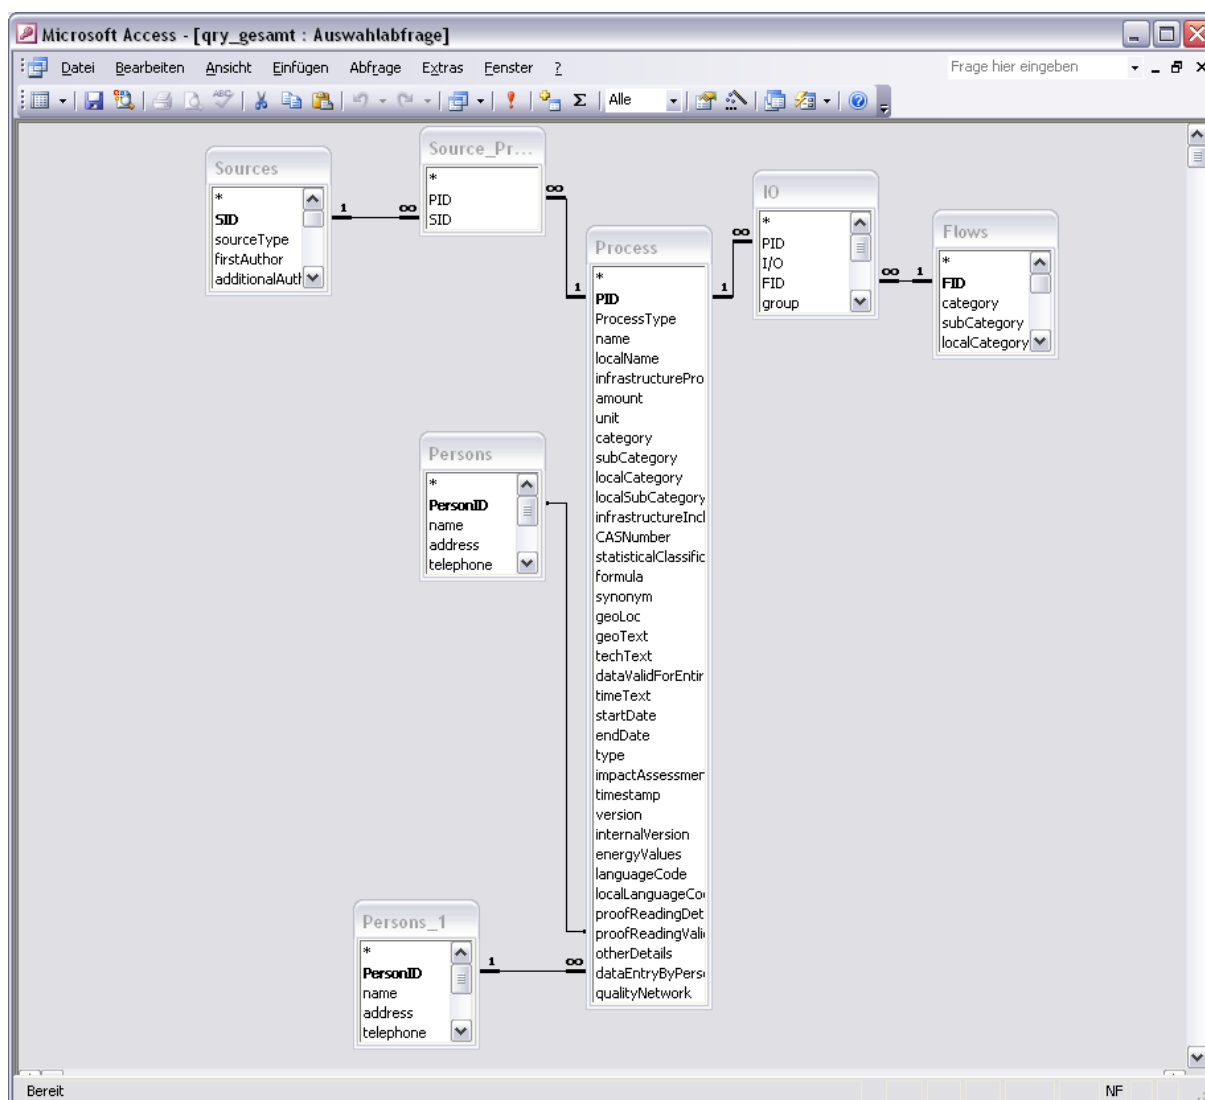 Microsoft Access - [qry_gesamt : Auswahlabfrage]
Datei Bearbeiten Ansicht Einfügen Abfrage Extras Fenster ? Frage hier eingeben
Alle
Sources
*
SID
sourceType
firstAuthor
additionalAuth
1 ∞
Source_Pr...
*
PID
SID
∞
1
Process
*
PID
ProcessType
name
localName
infrastructurePro
amount
unit
category
subCategory
localCategory
localSubCategory
infrastructureIncl
CASNumber
statisticalClassific
formula
synonym
geoLoc
geoText
techText
dataValidForEntir
timeText
startDate
endDate
type
impactAssessmer
timestamp
version
internalVersion
energyValues
languageCode
localLanguageCo
proofReadingDet
proofReadingVali
otherDetails
dataEntryByPers
qualityNetwork
∞
1
IO
*
PID
I/O
FID
group
∞ 1
Flows
*
FID
category
subCategory
localCategory
Persons
*
PersonID
name
address
telephone
Persons_1
*
PersonID
name
address
telephone
1 ∞
Bereit NF